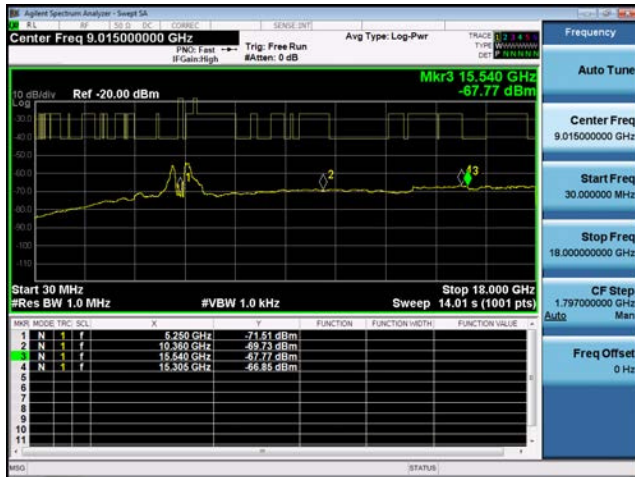 Agilent Spectrum Analyzer - Swept SA
RL RF 50 Ω DC CORREC SENSE:INT
Center Freq 9.015000000 GHz
PNO: Fast
IFGain:High
Trig: Free Run
#Atten: 0 dB
Avg Type: Log-Pwr
TRACE 1 2 3 4 5 6
TYPE
DET P N N N N N
Mkr3 15.540 GHz
-67.77 dBm
10 dB/div Ref -20.00 dBm
Log
-30.0
-40.0
-50.0
-60.0
-70.0
-80.0
-90.0
-100
-110
1
2
43
Start 30 MHz
Stop 18.000 GHz
#Res BW 1.0 MHz
#VBW 1.0 kHz
Sweep 14.01 s (1001 pts)
MKR MODE TRC SCL X Y FUNCTION FUNCTION WIDTH FUNCTION VALUE
1 N 1 f 5.250 GHz -71.51 dBm
2 N 1 f 10.360 GHz -69.73 dBm
3 N 1 f 15.540 GHz -67.77 dBm
4 N 1 f 15.305 GHz -66.85 dBm
5
6
7
8
9
10
11
MSG
STATUS
Frequency
Auto Tune
Center Freq
9.015000000 GHz
Start Freq
30.000000 MHz
Stop Freq
18.000000000 GHz
CF Step
1.797000000 GHz
Auto Man
Freq Offset
0 Hz